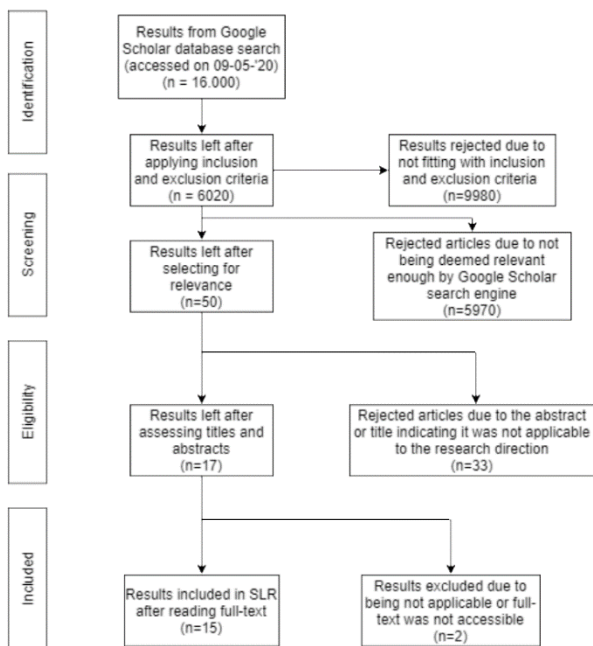 Identification
Results from Google
Scholar database search
(accessed on 09-05-'20)
(n = 16.000)
Results left after
applying inclusion
and exclusion criteria
(n = 6020)
Results rejected due to
not fitting with inclusion
and exclusion criteria
(n=9980)
Screening
Results left after
selecting for
relevance
(n=50)
Rejected articles due to not
being deemed relevant
enough by Google Scholar
search engine
(n=5970)
Eligibility
Results left after
assessing titles and
abstracts
(n=17)
Rejected articles due to the abstract
or title indicating it was not applicable
to the research direction
(n=33)
Included
Results included in SLR
after reading full-text
(n=15)
Results excluded due to
being not applicable or full-
text was not accessible
(n=2)